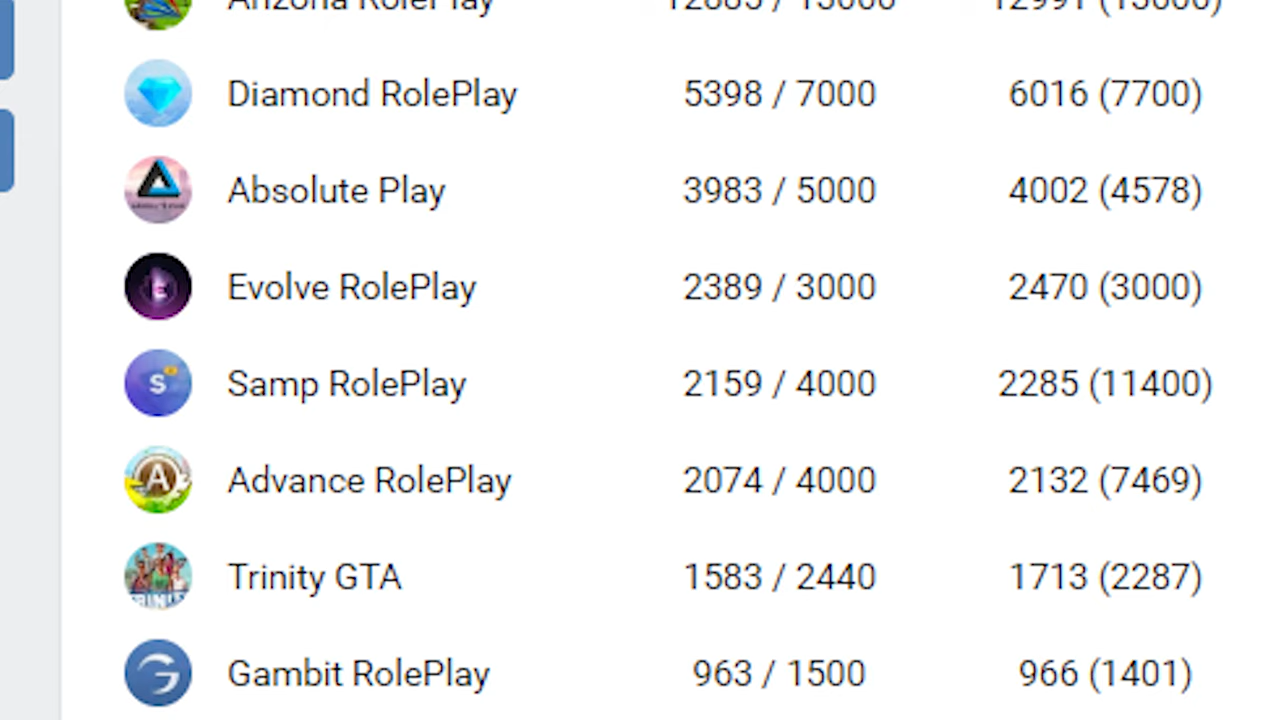 Arizona RolePlay
Diamond RolePlay 5398 / 7000 6016 (7700)
Absolute Play 3983 / 5000 4002 (4578)
Evolve RolePlay 2389 / 3000 2470 (3000)
Samp RolePlay 2159 / 4000 2285 (11400)
Advance RolePlay 2074 / 4000 2132 (7469)
Trinity GTA 1583 / 2440 1713 (2287)
Gambit RolePlay 963 / 1500 966 (1401)